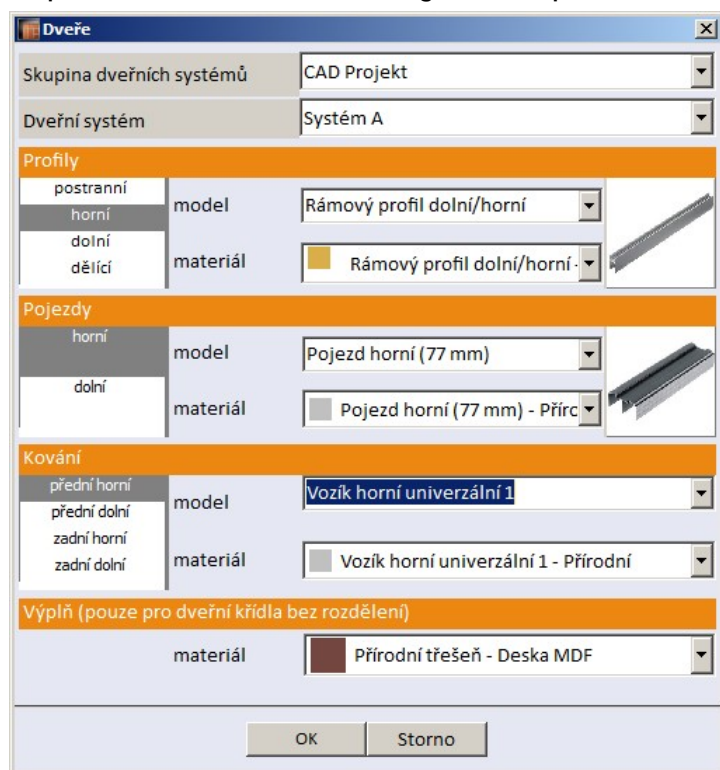 Dveře
Skupina dveřních systémů CAD Projekt
Dveřní systém Systém A
Profily
postranní
horní
dolní
dělící
model Rámový profil dolní/horní
materiál Rámový profil dolní/horní -
Pojezdy
horní
dolní
model Pojezd horní (77 mm)
materiál Pojezd horní (77 mm) - Příro
Kování
přední horní
přední dolní
zadní horní
zadní dolní
model Vozík horní univerzální 1
materiál Vozík horní univerzální 1 - Přírodní
Výplň (pouze pro dveřní křídla bez rozdělení)
materiál Přírodní třešeň - Deska MDF
OK Storno